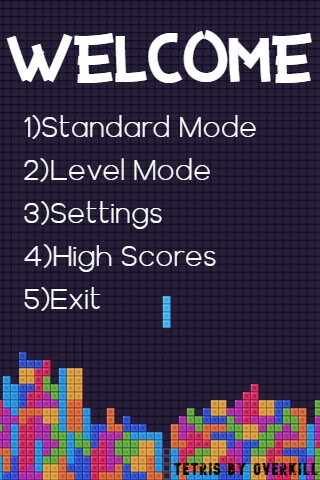 WELCOME
1)Standard Mode
2)Level Mode
3)Settings
4)High Scores
5)Exit
TETRIS BY OVERKILL